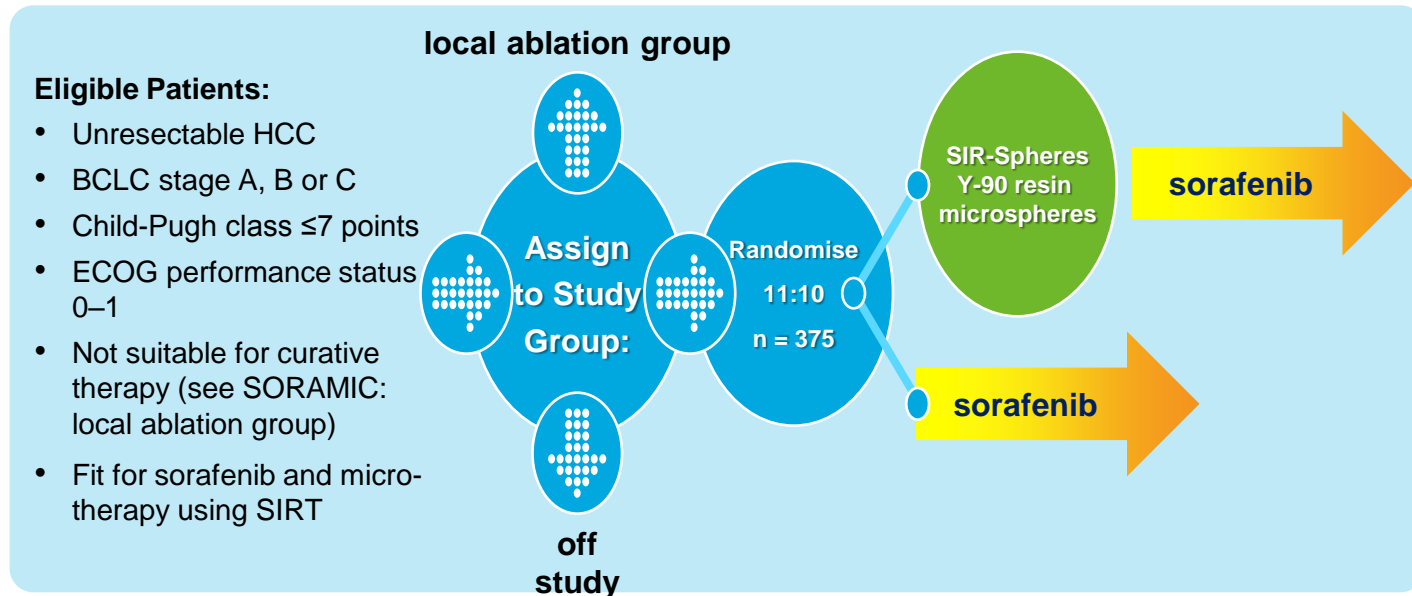 local ablation group
Eligible Patients:
• Unresectable HCC
• BCLC stage A, B or C
• Child-Pugh class ≤7 points
• ECOG performance status
0–1
• Not suitable for curative
therapy (see SORAMIC:
local ablation group)
• Fit for sorafenib and micro-
therapy using SIRT
Assign
to Study
Group:
off
study
Randomise
11:10
n = 375
SIR-Spheres
Y-90 resin
microspheres
sorafenib
sorafenib